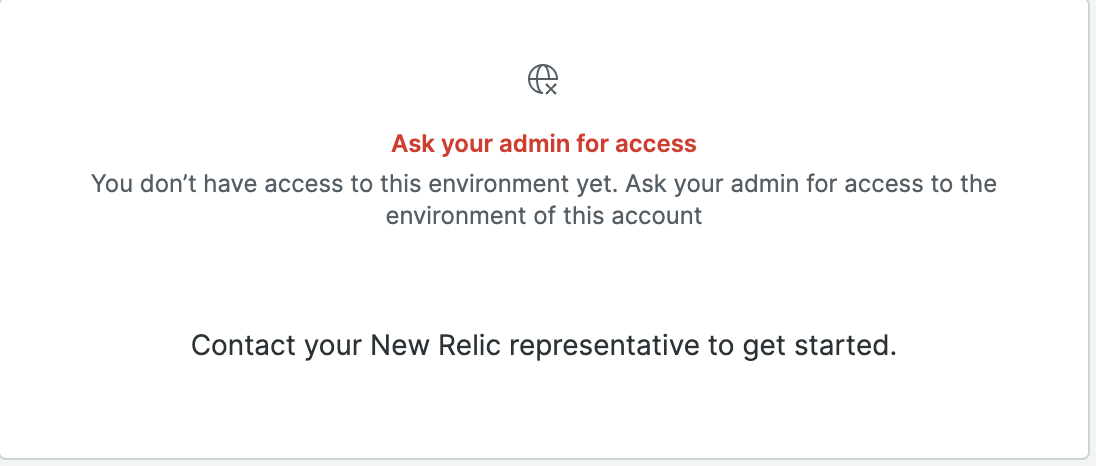 Ask your admin for access
You don’t have access to this environment yet. Ask your admin for access to the
environment of this account
Contact your New Relic representative to get started.